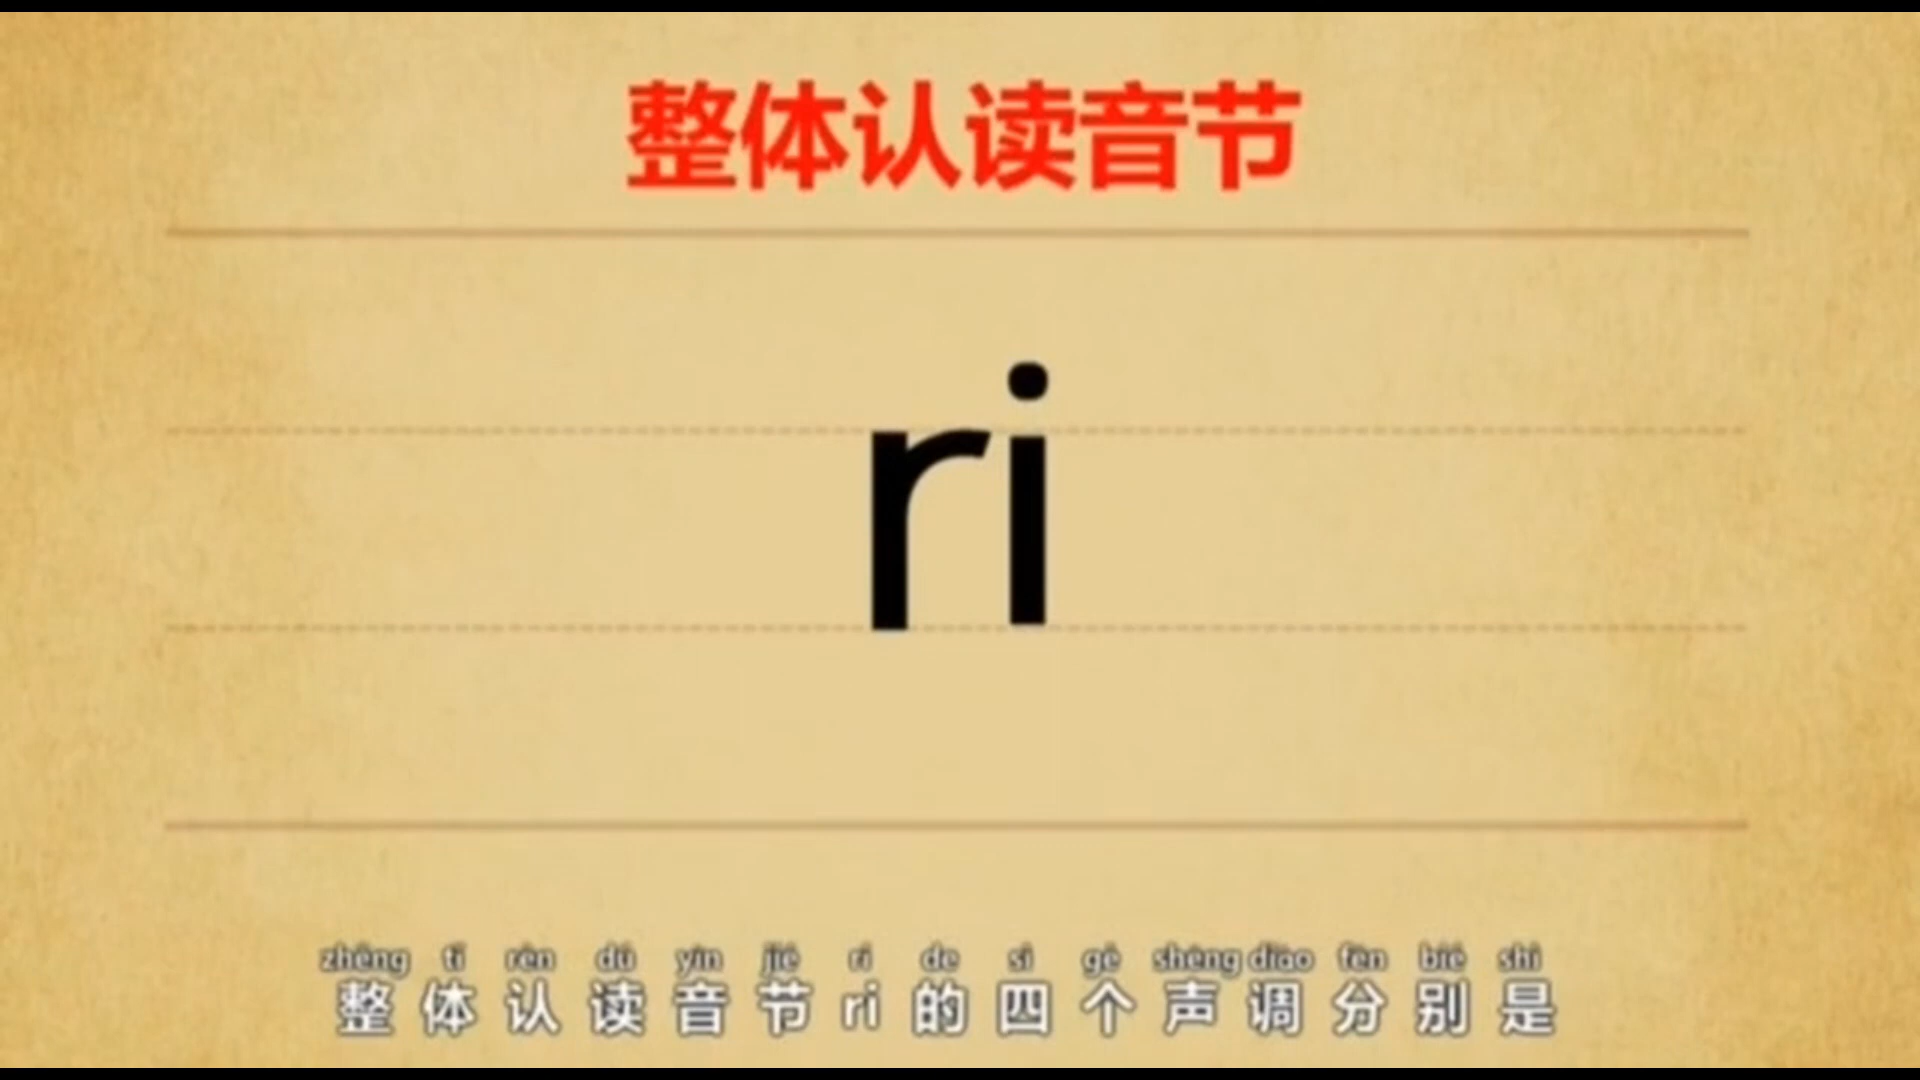 整体认读音节
ri
zhěng tǐ rèn dú yīn jié ri de sì gè shēng diào fēn bié shì
整体认读音节ri的四个声调分别是